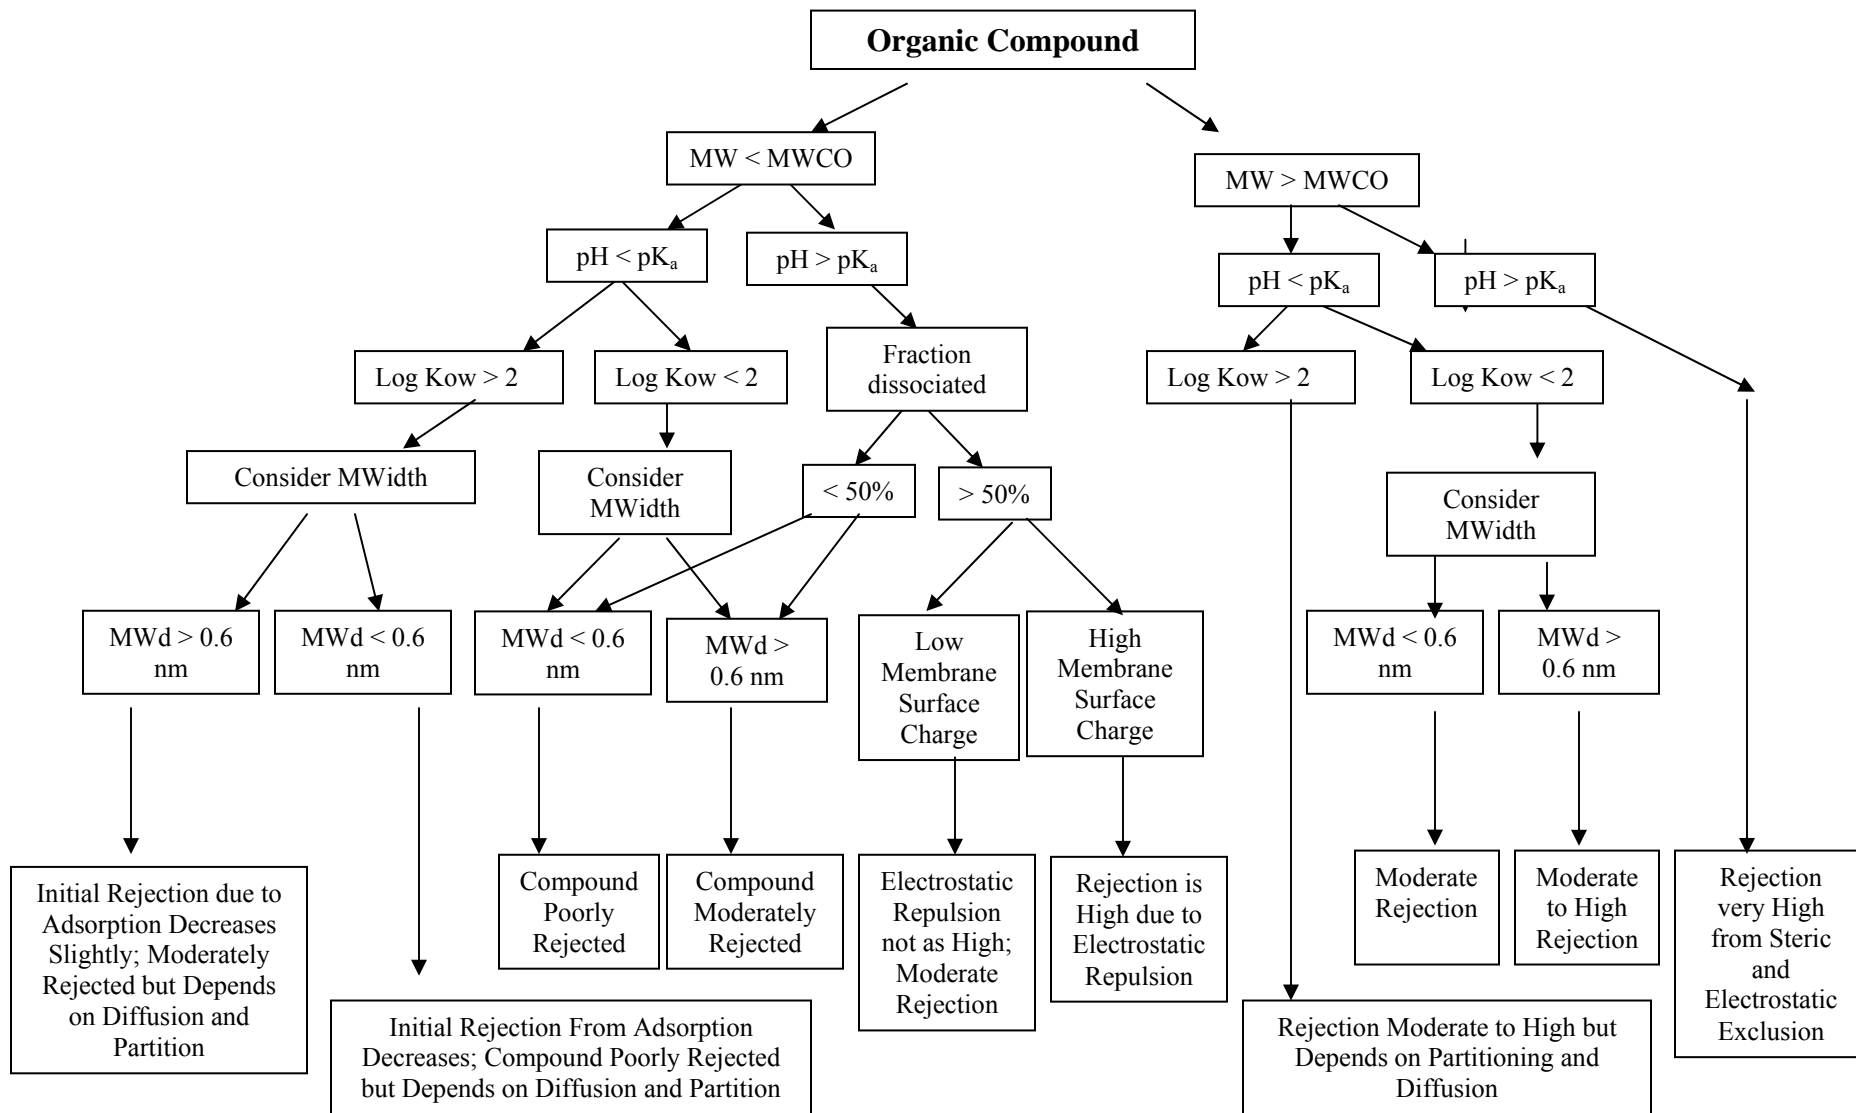 Organic Compound
MW < MWCO
MW > MWCO
pH < pKa
pH > pKa
pH < pKa
pH > pKa
Log Kow > 2
Log Kow < 2
Fraction
dissociated
Log Kow > 2
Log Kow < 2
Consider MWidth
Consider
MWidth
< 50%
> 50%
Consider
MWidth
MWd > 0.6
nm
MWd < 0.6
nm
MWd < 0.6
nm
MWd >
0.6 nm
Low
Membrane
Surface
Charge
High
Membrane
Surface
Charge
MWd < 0.6
nm
MWd >
0.6 nm
Initial Rejection due to
Adsorption Decreases
Slightly; Moderately
Rejected but Depends
on Diffusion and
Partition
Initial Rejection From Adsorption
Decreases; Compound Poorly Rejected
but Depends on Diffusion and Partition
Compound
Poorly
Rejected
Compound
Moderately
Rejected
Electrostatic
Repulsion
not as High;
Moderate
Rejection
Rejection is
High due to
Electrostatic
Repulsion
Rejection Moderate to High but
Depends on Partitioning and
Diffusion
Moderate
Rejection
Moderate
to High
Rejection
Rejection
very High
from Steric
and
Electrostatic
Exclusion